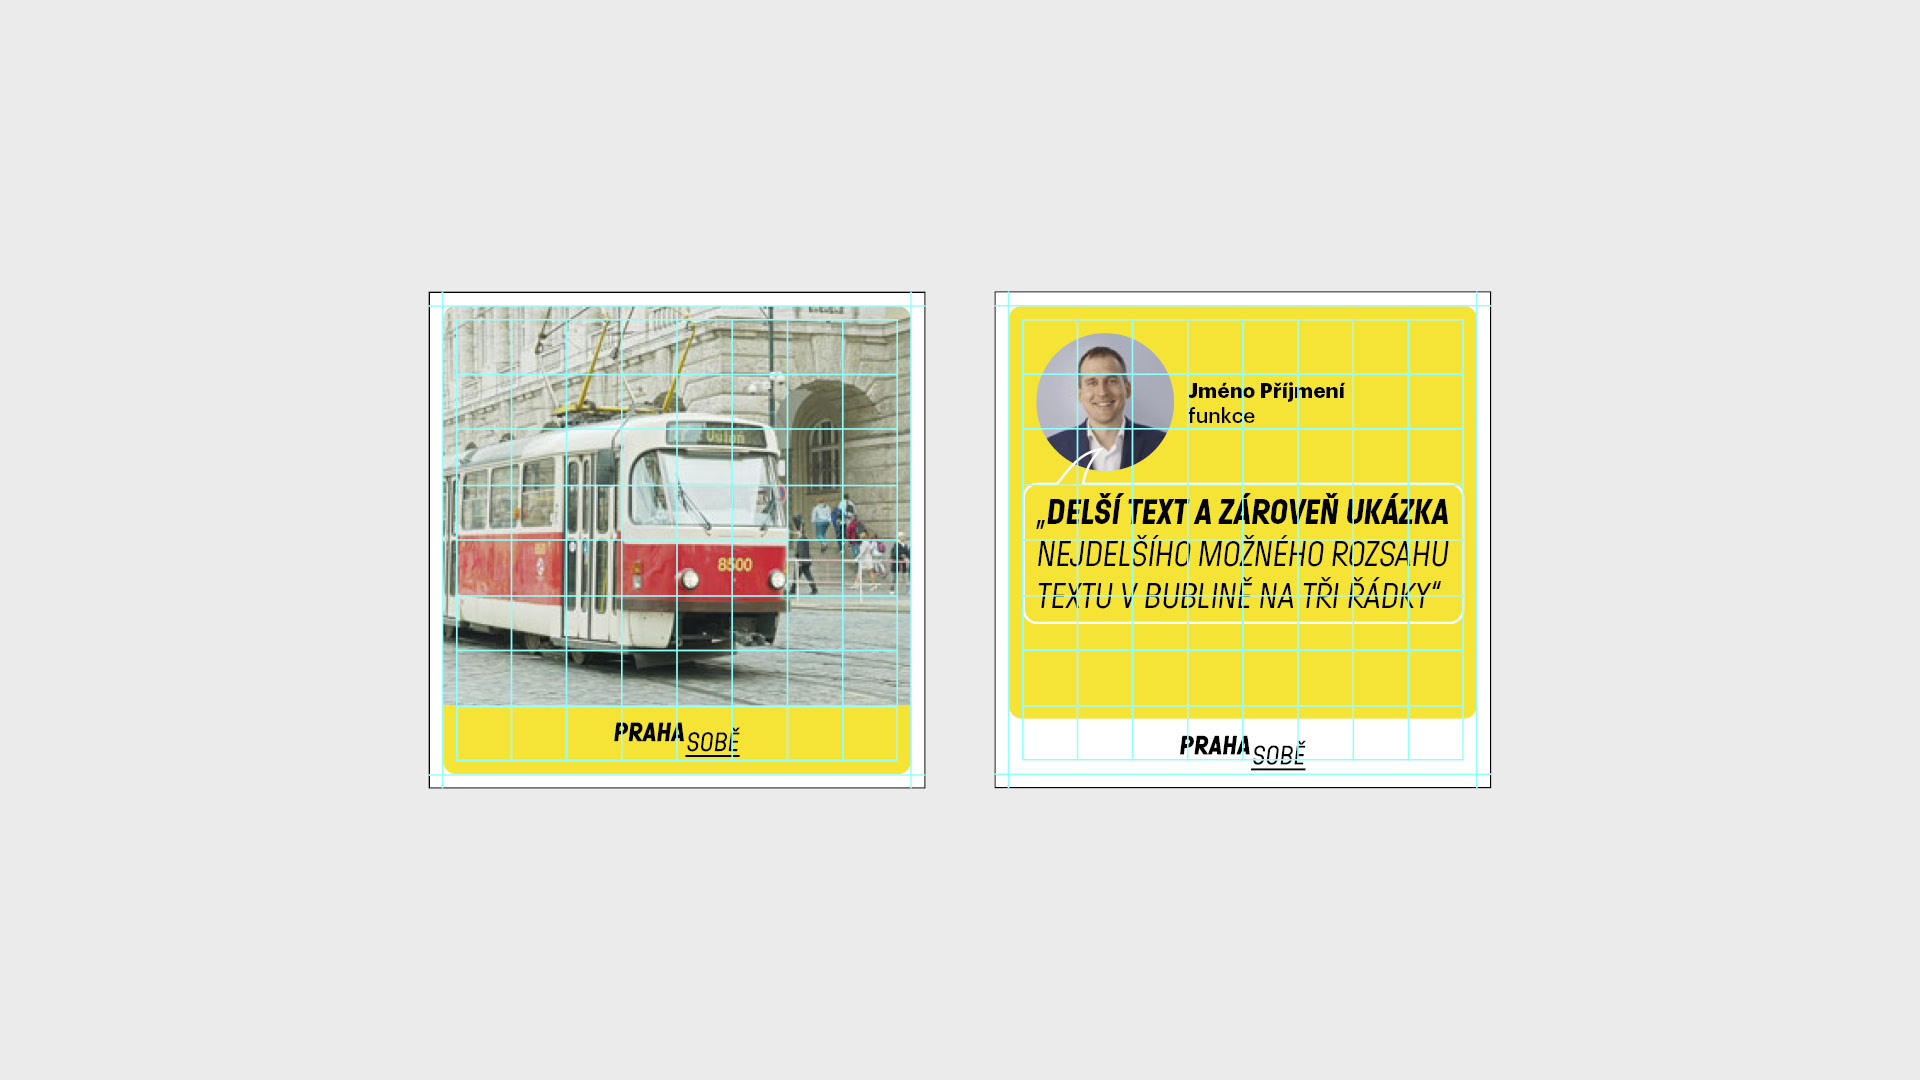 8500
PRAHA SOBĚ
Jméno Příjmení
funkce
„DELŠÍ TEXT A ZÁROVEŇ UKÁZKA
NEJDELŠÍHO MOŽNÉHO ROZSAHU
TEXTU V BUBLINĚ NA TŘI ŘÁDKY“
PRAHA SOBĚ